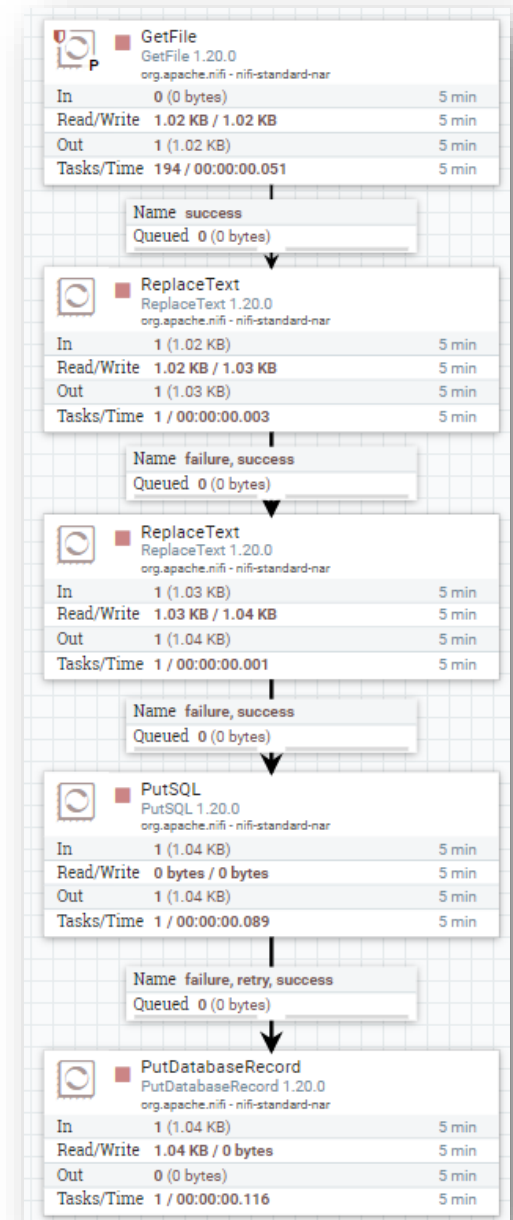 GetFile
GetFile 1.20.0
P
org.apache.nifi - nifi-standard-nar
In 0 (0 bytes) 5 min
Read/Write 1.02 KB / 1.02 KB 5 min
Out 1 (1.02 KB) 5 min
Tasks/Time 194 / 00:00:00.051 5 min
Name success
Queued 0 (0 bytes)
ReplaceText
ReplaceText 1.20.0
org.apache.nifi - nifi-standard-nar
In 1 (1.02 KB) 5 min
Read/Write 1.02 KB / 1.03 KB 5 min
Out 1 (1.03 KB) 5 min
Tasks/Time 1 / 00:00:00.003 5 min
Name failure, success
Queued 0 (0 bytes)
ReplaceText
ReplaceText 1.20.0
org.apache.nifi - nifi-standard-nar
In 1 (1.03 KB) 5 min
Read/Write 1.03 KB / 1.04 KB 5 min
Out 1 (1.04 KB) 5 min
Tasks/Time 1 / 00:00:00.001 5 min
Name failure, success
Queued 0 (0 bytes)
PutSQL
PutSQL 1.20.0
org.apache.nifi - nifi-standard-nar
In 1 (1.04 KB) 5 min
Read/Write 0 bytes / 0 bytes 5 min
Out 1 (1.04 KB) 5 min
Tasks/Time 1 / 00:00:00.089 5 min
Name failure, retry, success
Queued 0 (0 bytes)
PutDatabaseRecord
PutDatabaseRecord 1.20.0
org.apache.nifi - nifi-standard-nar
In 1 (1.04 KB) 5 min
Read/Write 1.04 KB / 0 bytes 5 min
Out 0 (0 bytes) 5 min
Tasks/Time 1 / 00:00:00.116 5 min